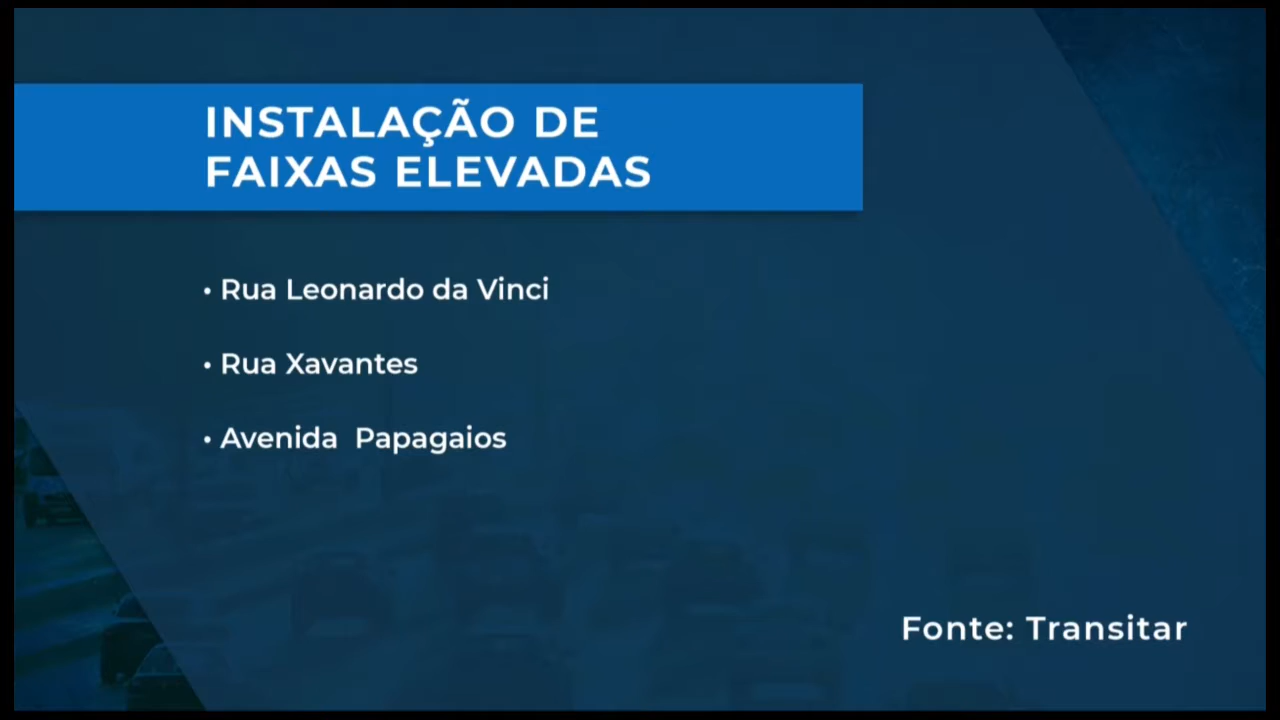 INSTALAÇÃO DE
FAIXAS ELEVADAS
• Rua Leonardo da Vinci
• Rua Xavantes
• Avenida  Papagaios
Fonte: Transitar